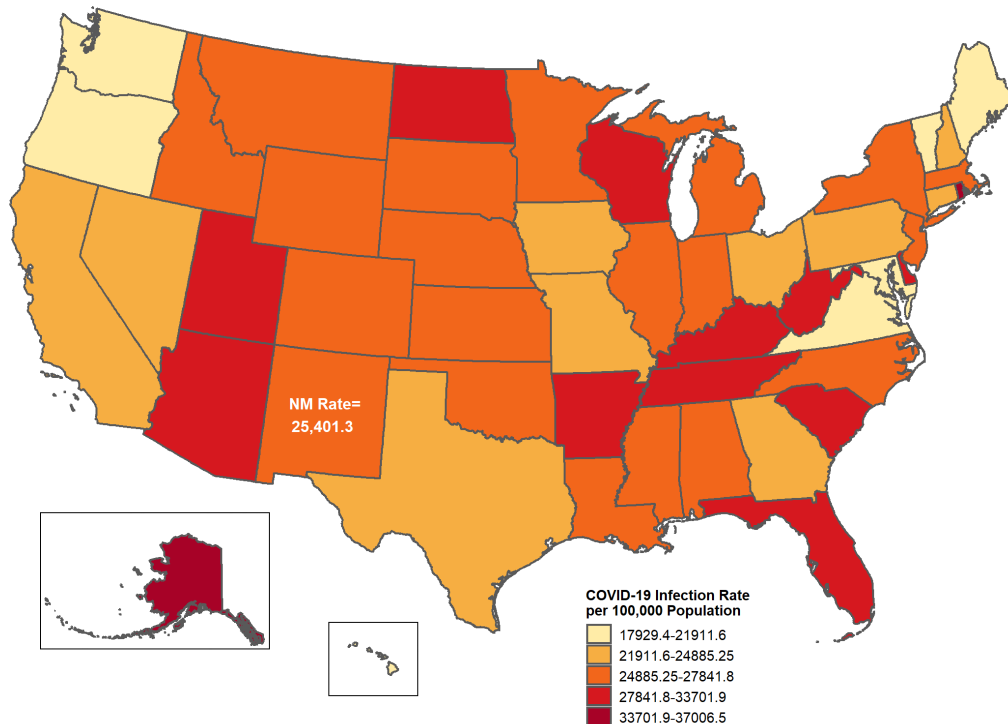 NM Rate=
25,401.3
COVID-19 Infection Rate
per 100,000 Population
17929.4-21911.6
21911.6-24885.25
24885.25-27841.8
27841.8-33701.9
33701.9-37006.5